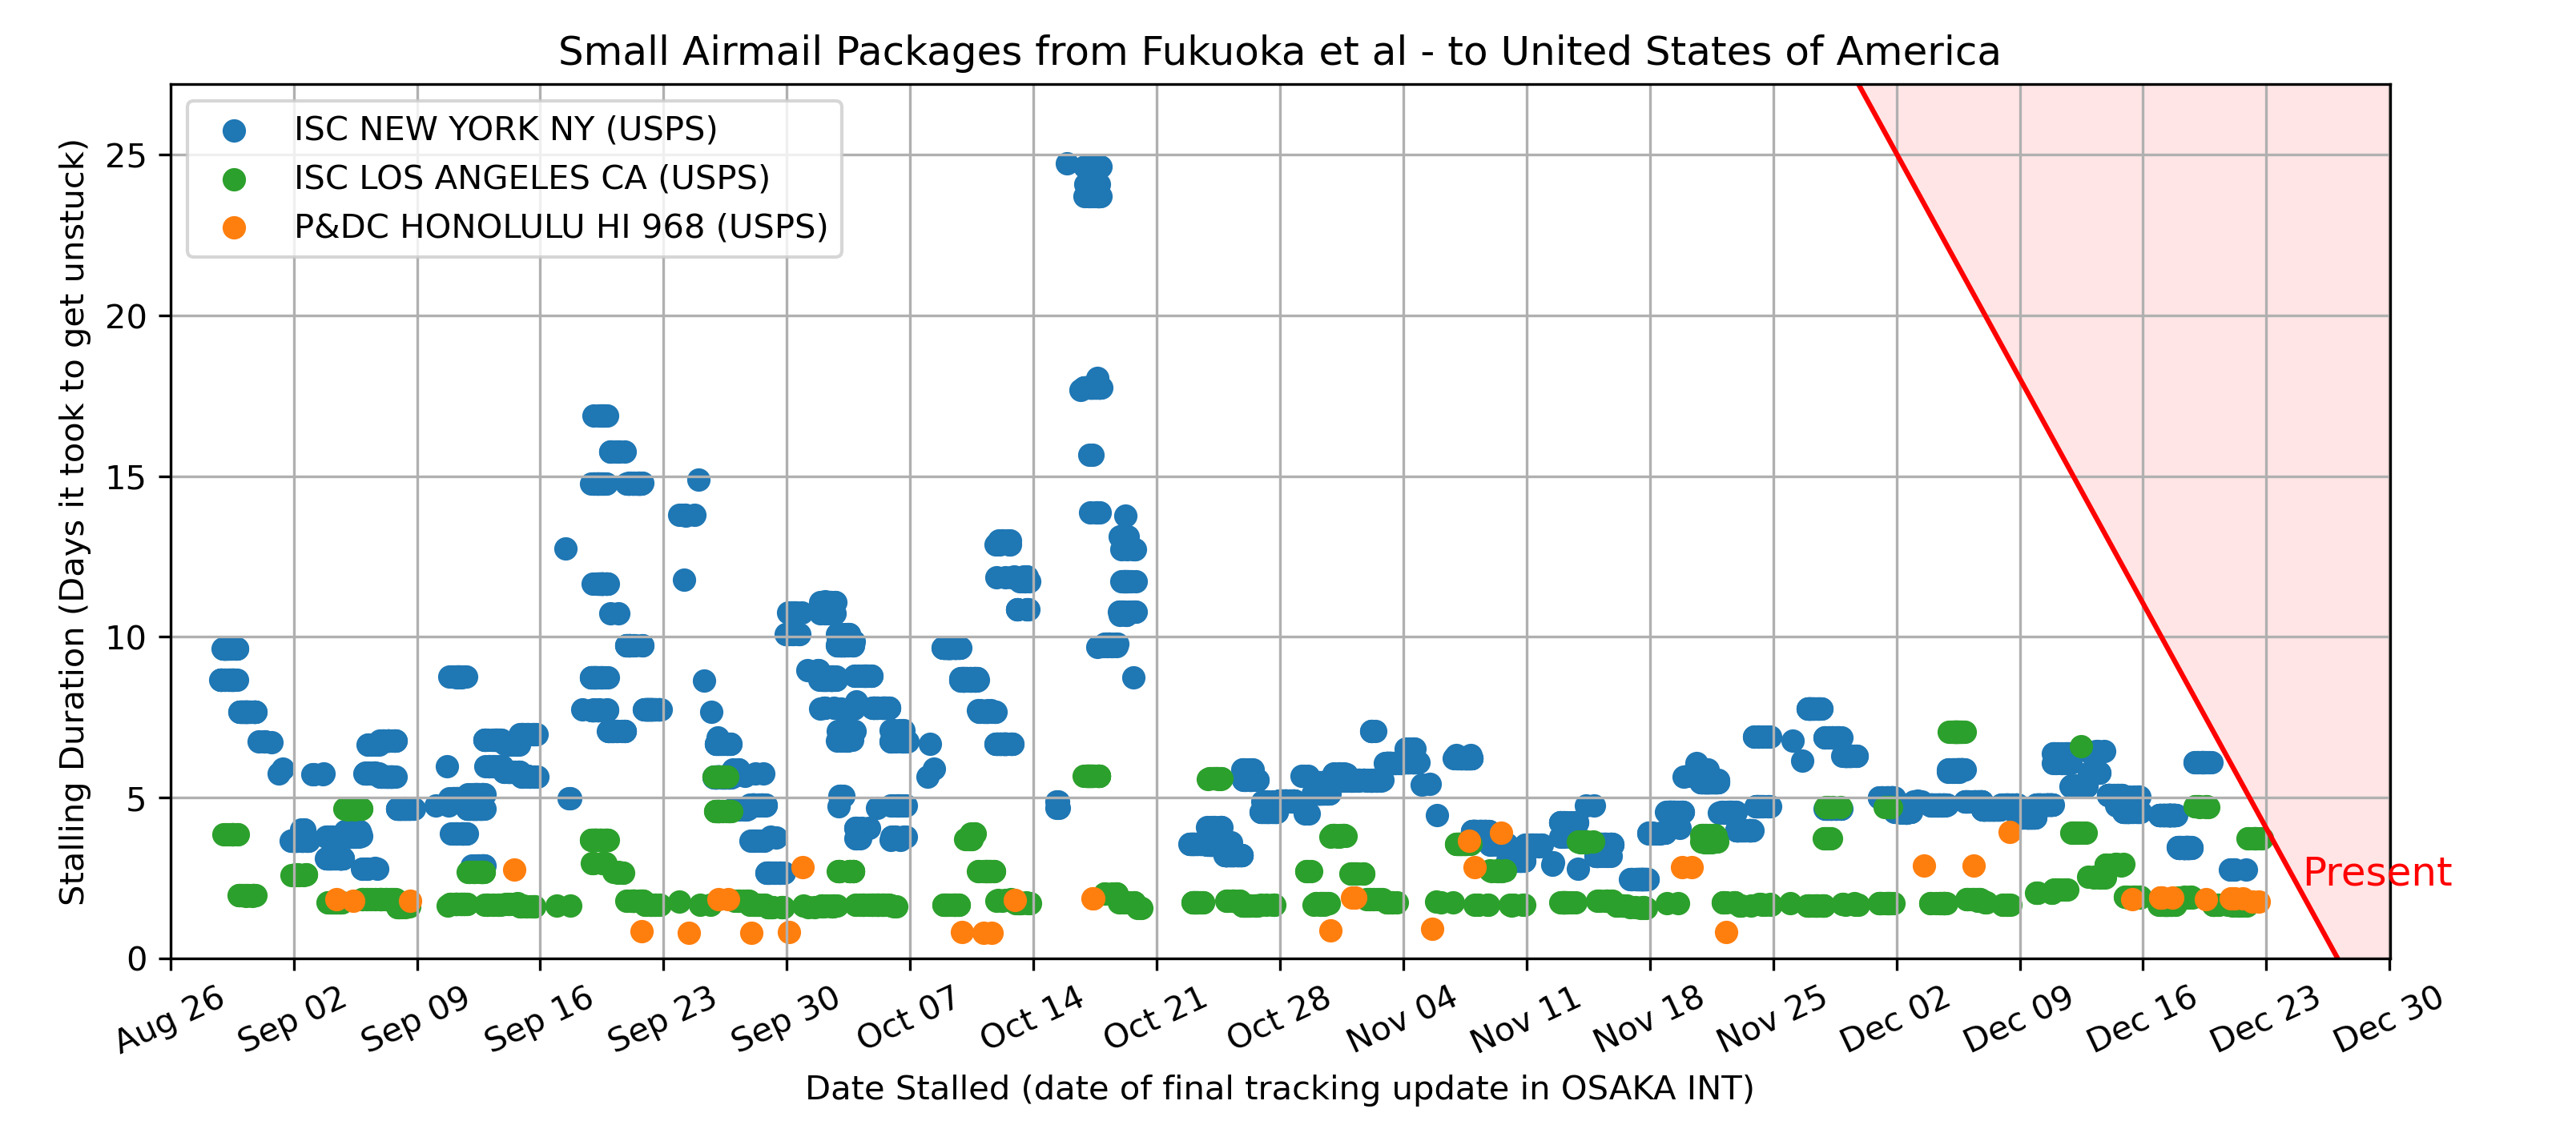 Small Airmail Packages from Fukuoka et al - to United States of America
ISC NEW YORK NY (USPS)
ISC LOS ANGELES CA (USPS)
P&DC HONOLULU HI 968 (USPS)
Stalling Duration (Days it took to get unstuck)
25
20
15
10
5
0
Present
Aug 26
Sep 02
Sep 09
Sep 16
Sep 23
Sep 30
Oct 07
Oct 14
Oct 21
Oct 28
Nov 04
Nov 11
Nov 18
Nov 25
Dec 02
Dec 09
Dec 16
Dec 23
Dec 30
Date Stalled (date of final tracking update in OSAKA INT)